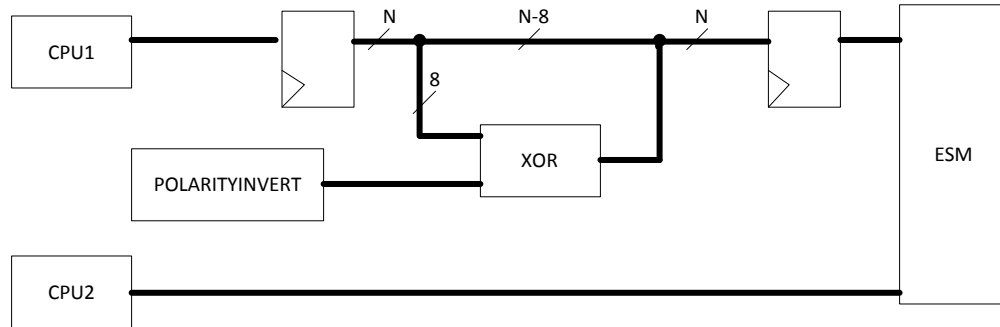 N
N-8
N
CPU1
8
XOR
ESM
POLARITYINVERT
CPU2